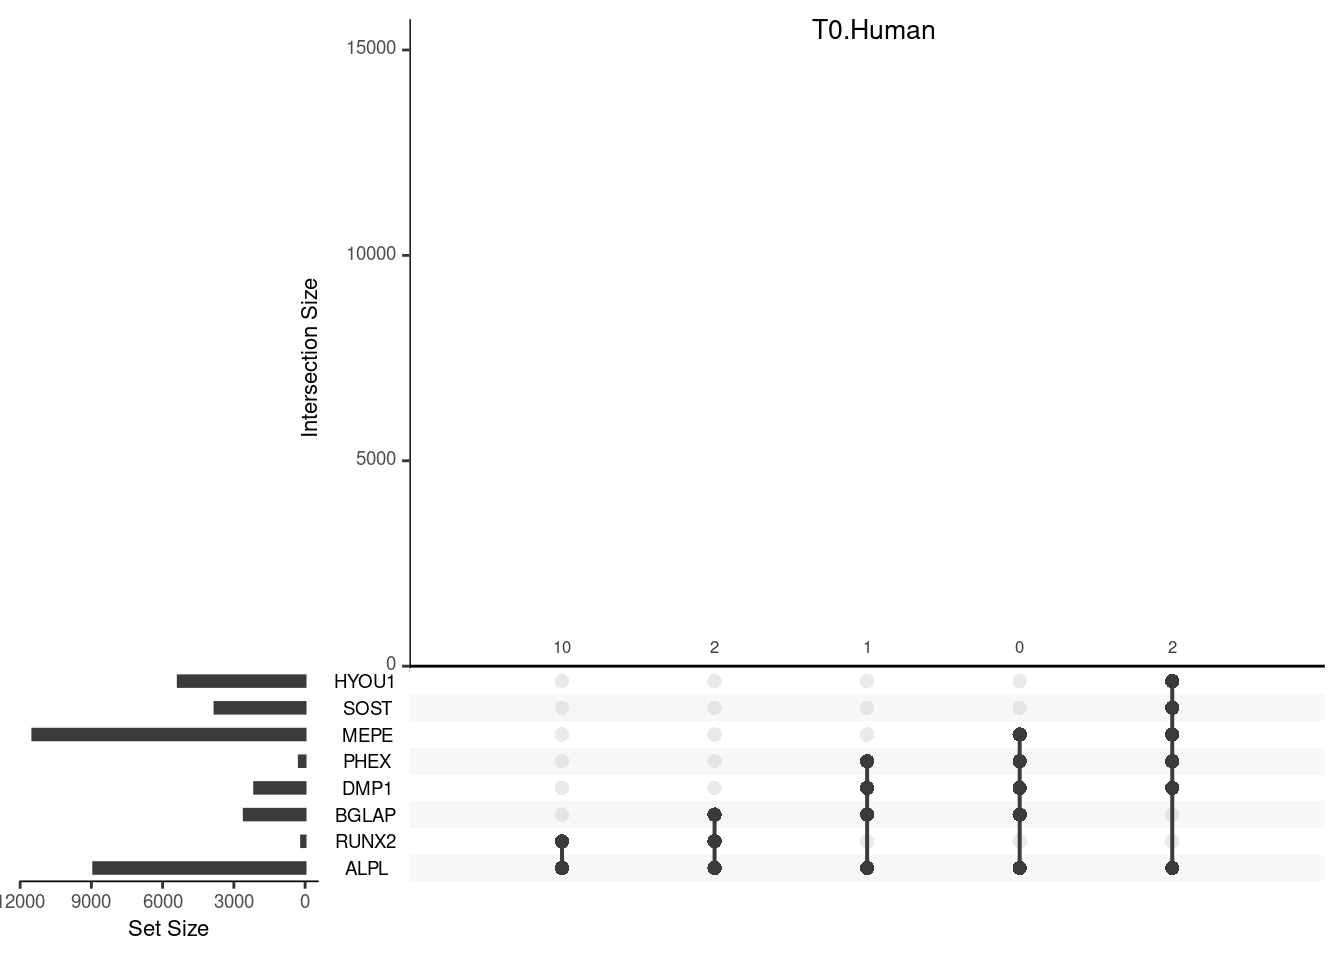 T0.Human
15000
10000
5000
0
Intersection Size
10 2 1 0 2
HYOU1
SOST
MEPE
PHEX
DMP1
BGLAP
RUNX2
ALPL
12000 9000 6000 3000 0
Set Size